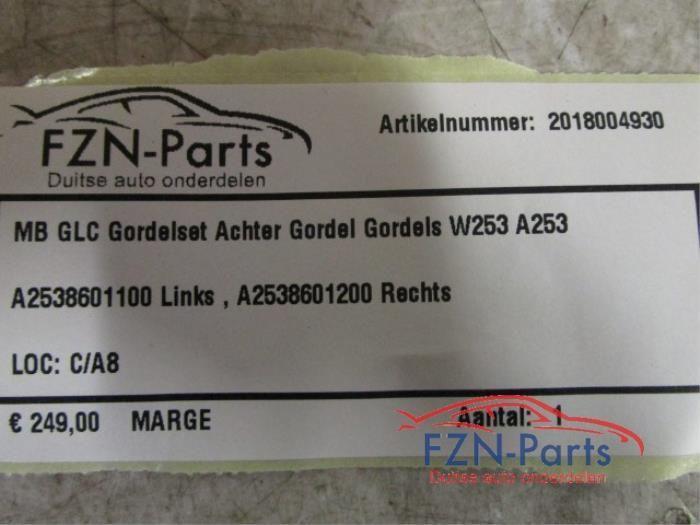 FZN-Parts
Duitse auto onderdelen
Artikelnummer: 2018004930
MB GLC Gordelset Achter Gordel Gordels W253 A253
A2538601100 Links , A2538601200 Rechts
LOC: C/A8
€ 249,00 MARGE Aantal: 1
FZN-Parts
Duitse auto onderdelen